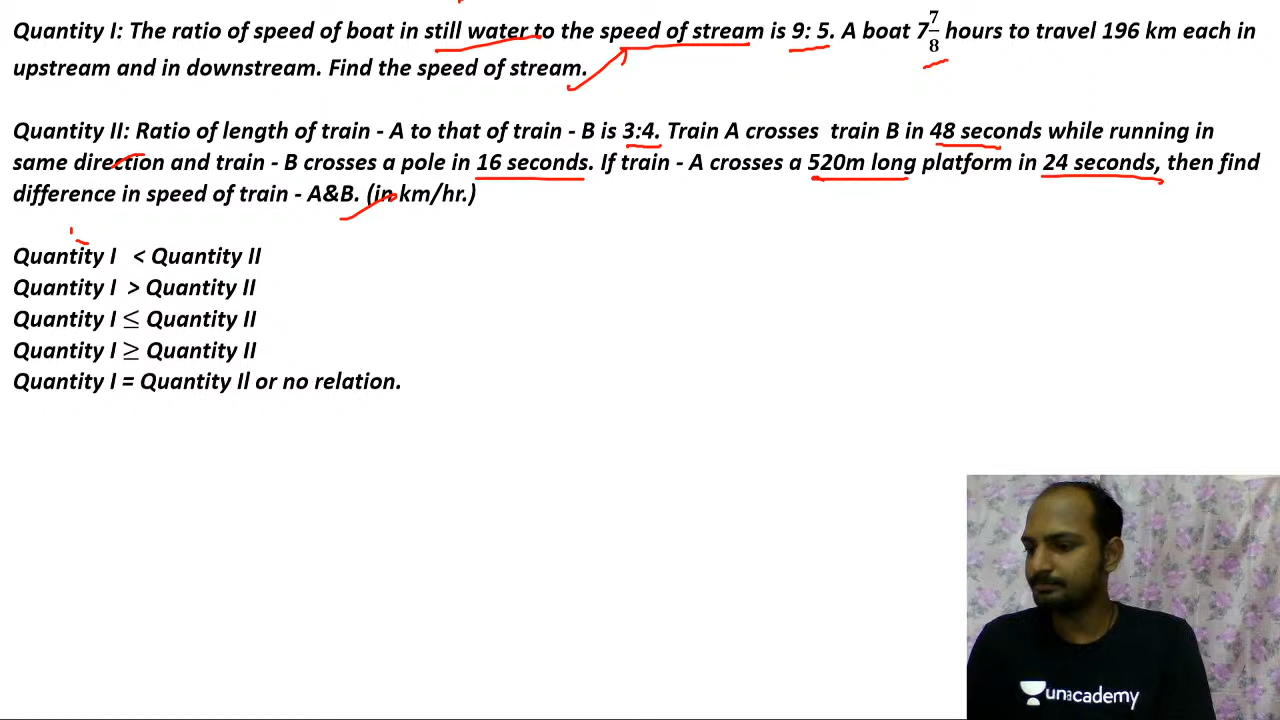 Quantity I: The ratio of speed of boat in still water to the speed of stream is 9: 5. A boat 7 7/8 hours to travel 196 km each in
upstream and in downstream. Find the speed of stream.
Quantity II: Ratio of length of train - A to that of train - B is 3:4. Train A crosses train B in 48 seconds while running in
same direction and train - B crosses a pole in 16 seconds. If train - A crosses a 520m long platform in 24 seconds, then find
difference in speed of train - A&B. (in km/hr.)
Quantity I < Quantity II
Quantity I > Quantity II
Quantity I ≤ Quantity II
Quantity I ≥ Quantity II
Quantity I = Quantity Il or no relation.
unacademy